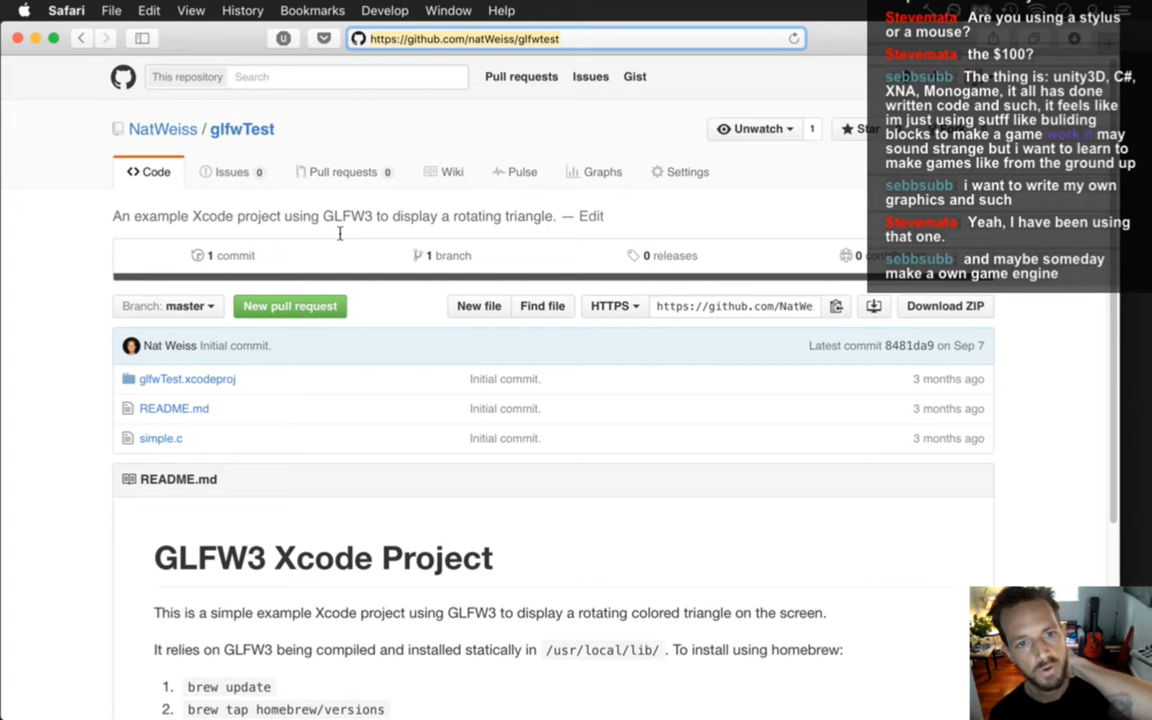 Safari File Edit View History Bookmarks Develop Window Help
https://github.com/natWeiss/glfwtest
This repository Search Pull requests Issues Gist
NatWeiss / glfwTest
Unwatch 1 Star
Code Issues 0 Pull requests 0 Wiki Pulse Graphs Settings
An example Xcode project using GLFW3 to display a rotating triangle. — Edit
1 commit 1 branch 0 releases 0
Branch: master New pull request New file Find file HTTPS https://github.com/NatWe Download ZIP
Nat Weiss Initial commit. Latest commit 8481da9 on Sep 7
glfwTest.xcodeproj Initial commit. 3 months ago
README.md Initial commit. 3 months ago
simple.c Initial commit. 3 months ago
README.md
GLFW3 Xcode Project
This is a simple example Xcode project using GLFW3 to display a rotating colored triangle on the screen.
It relies on GLFW3 being compiled and installed statically in /usr/local/lib/ . To install using homebrew:
1. brew update
2. brew tap homebrew/versions
Stevemata Are you using a stylus
or a mouse?
Stevemata the $100?
sebbsubb The thing is: unity3D, C#,
XNA, Monogame, it all has done
written code and such, it feels like
im just using sutff like buliding
blocks to make a game work,it may
sound strange but i want to learn to
make games like from the ground up
sebbsubb i want to write my own
graphics and such
Stevemata Yeah, I have been using
that one.
sebbsubb and maybe someday
make a own game engine